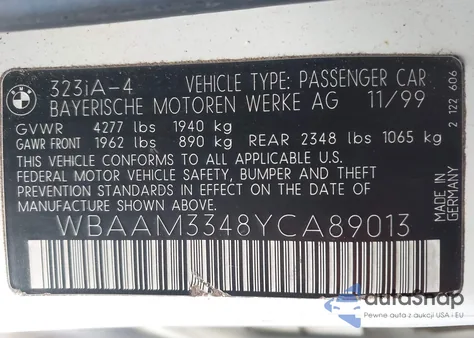 323iA-4 VEHICLE TYPE: PASSENGER CAR
BAYERISCHE MOTOREN WERKE AG 11/99
GVWR 4277 lbs 1940 kg
GAWR FRONT 1962 lbs 890 kg REAR 2348 lbs 1065 kg
THIS VEHICLE CONFORMS TO ALL APPLICABLE U.S.
FEDERAL MOTOR VEHICLE SAFETY, BUMPER AND THEFT
PREVENTION STANDARDS IN EFFECT ON THE DATE
OF MANUFACTURE SHOWN ABOVE.
WBAAM3348YCA89013
MADE IN
GERMANY
2 122 606
autoSnap
Pewne auta z aukcji USA i EU